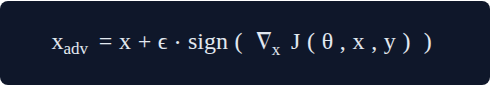 x_adv = x + ϵ · sign ( ∇_x J ( θ , x , y ) )